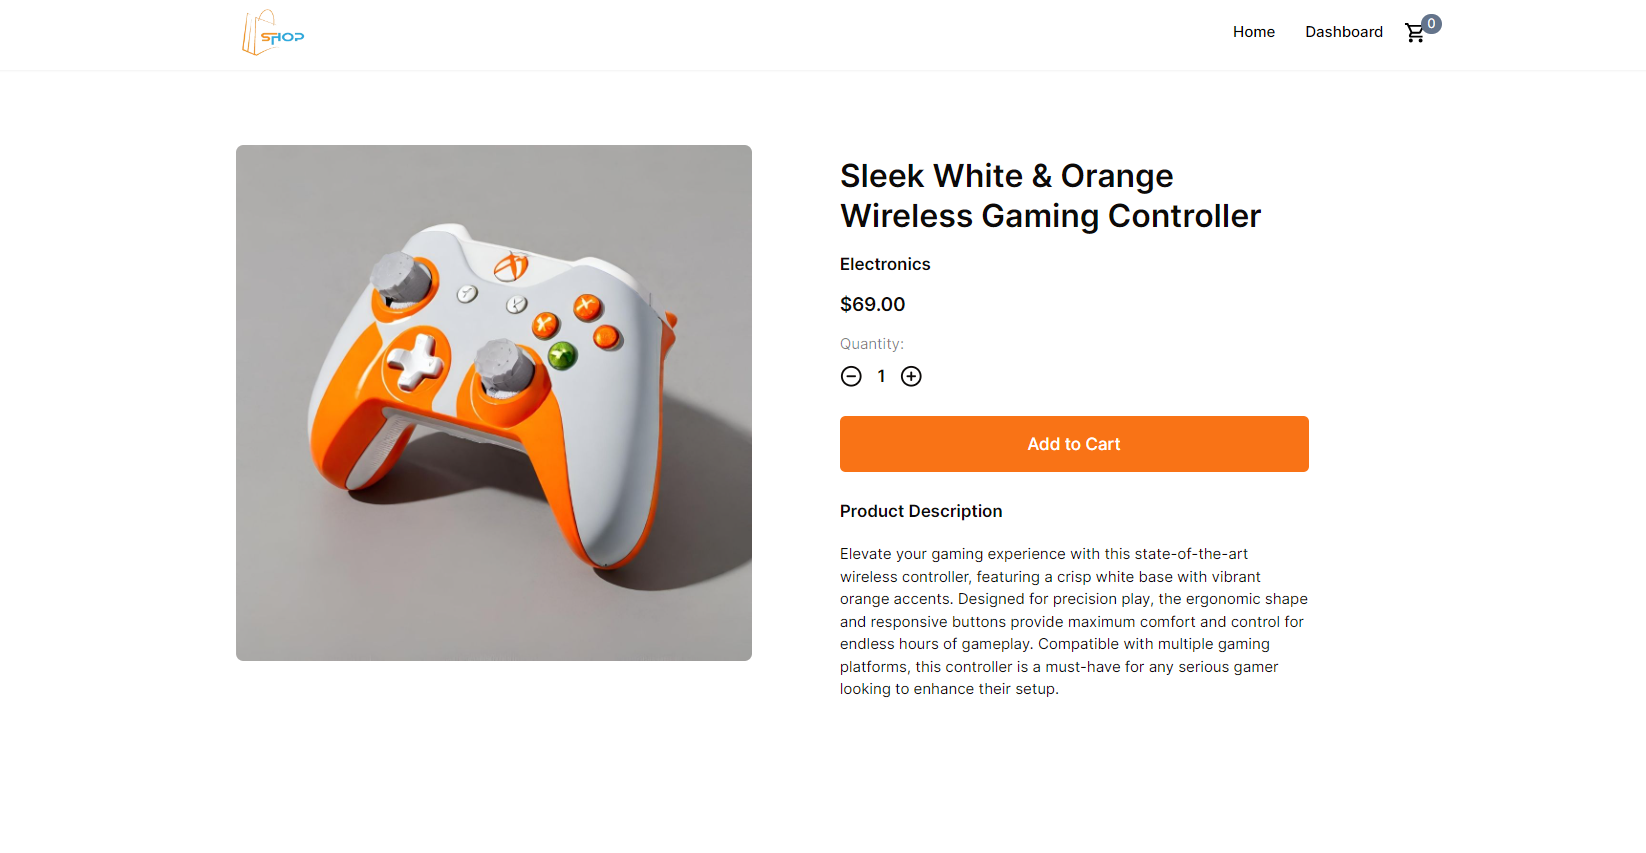 SHOP
Home
Dashboard
0
Sleek White & Orange
Wireless Gaming Controller
Electronics
$69.00
Quantity:
1
Add to Cart
Product Description
Elevate your gaming experience with this state-of-the-art
wireless controller, featuring a crisp white base with vibrant
orange accents. Designed for precision play, the ergonomic shape
and responsive buttons provide maximum comfort and control for
endless hours of gameplay. Compatible with multiple gaming
platforms, this controller is a must-have for any serious gamer
looking to enhance their setup.